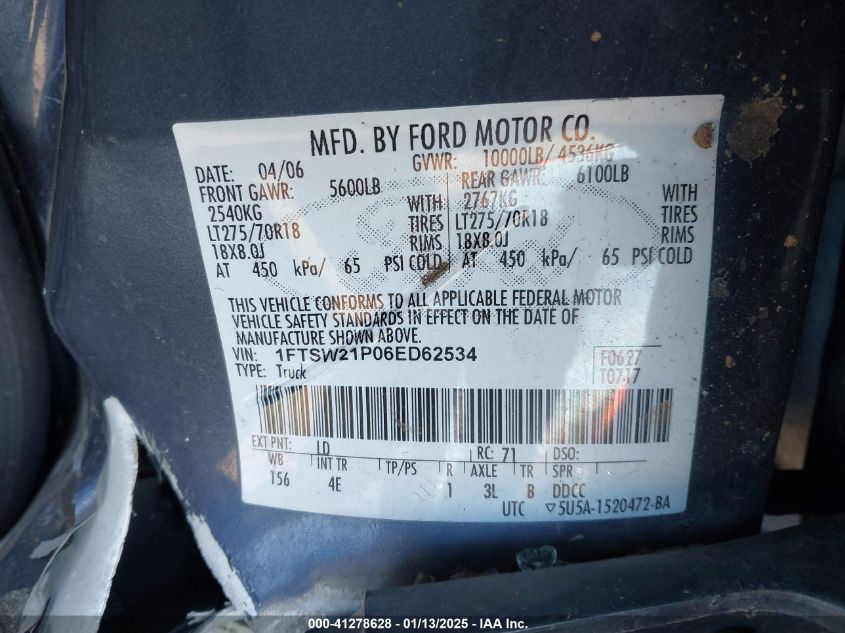 MFD. BY FORD MOTOR CO.
DATE: 04/06 GVWR: 10000LB/ 4536KG
FRONT GAWR: 5600LB REAR GAWR: 6100LB
2540KG WITH 2767KG WITH
LT275/70R18 TIRES LT275/70R18 TIRES
18X8.0J RIMS 18X8.0J RIMS
AT 450 kPa/ 65 PSI COLD AT 450 kPa/ 65 PSI COLD
THIS VEHICLE CONFORMS TO ALL APPLICABLE FEDERAL MOTOR
VEHICLE SAFETY STANDARDS IN EFFECT ON THE DATE OF
MANUFACTURE SHOWN ABOVE.
VIN: 1FTSW21P06ED62534 F0627
TYPE: Truck T0717
EXT PNT: LD RC: 71 DSO:
WB INT TR TP/PS R AXLE TR SPR
156 4E 1 3L B DDCC
UTC ▽5U5A-1520472-BA
000-41278628 - 01/13/2025 - IAA Inc.